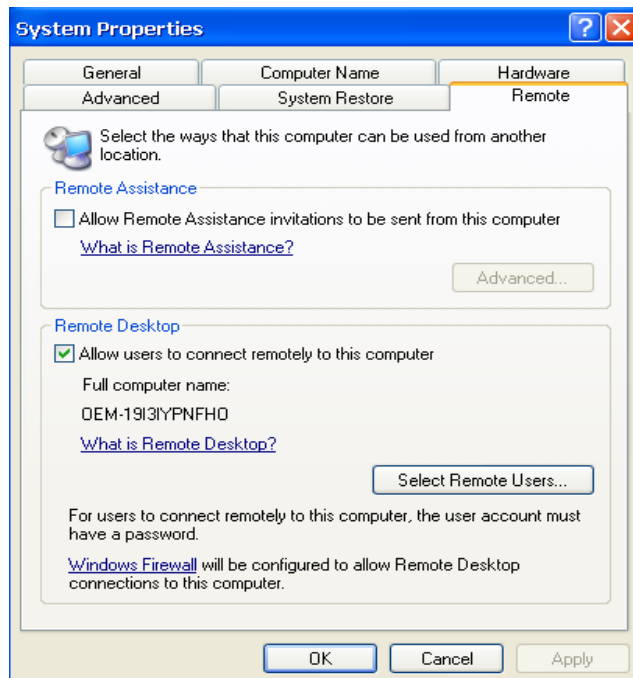 System Properties
General
Computer Name
Hardware
Advanced
System Restore
Remote
Select the ways that this computer can be used from another
location.
Remote Assistance
Allow Remote Assistance invitations to be sent from this computer
What is Remote Assistance?
Advanced...
Remote Desktop
Allow users to connect remotely to this computer
Full computer name:
OEM-19I3IYPNFHO
What is Remote Desktop?
Select Remote Users...
For users to connect remotely to this computer, the user account must
have a password.
Windows Firewall will be configured to allow Remote Desktop
connections to this computer.
OK
Cancel
Apply